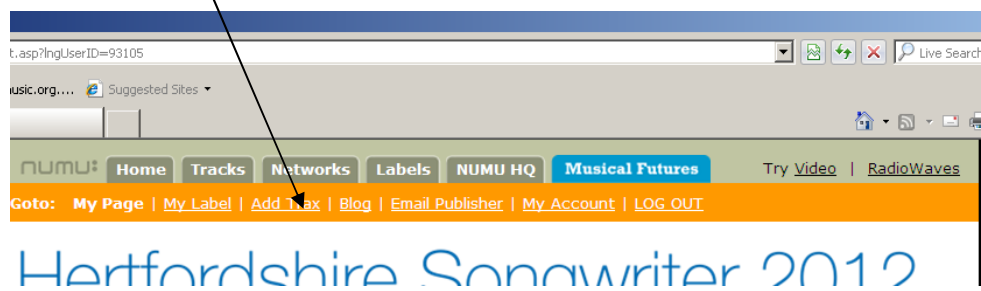 t.asp?lngUserID=93105 Live Search
usic.org.... Suggested Sites
numu: Home Tracks Networks Labels NUMU HQ Musical Futures Try Video | RadioWaves
Goto: My Page | My Label | Add Trax | Blog | Email Publisher | My Account | LOG OUT
Hertfordshire Songwriter 2012